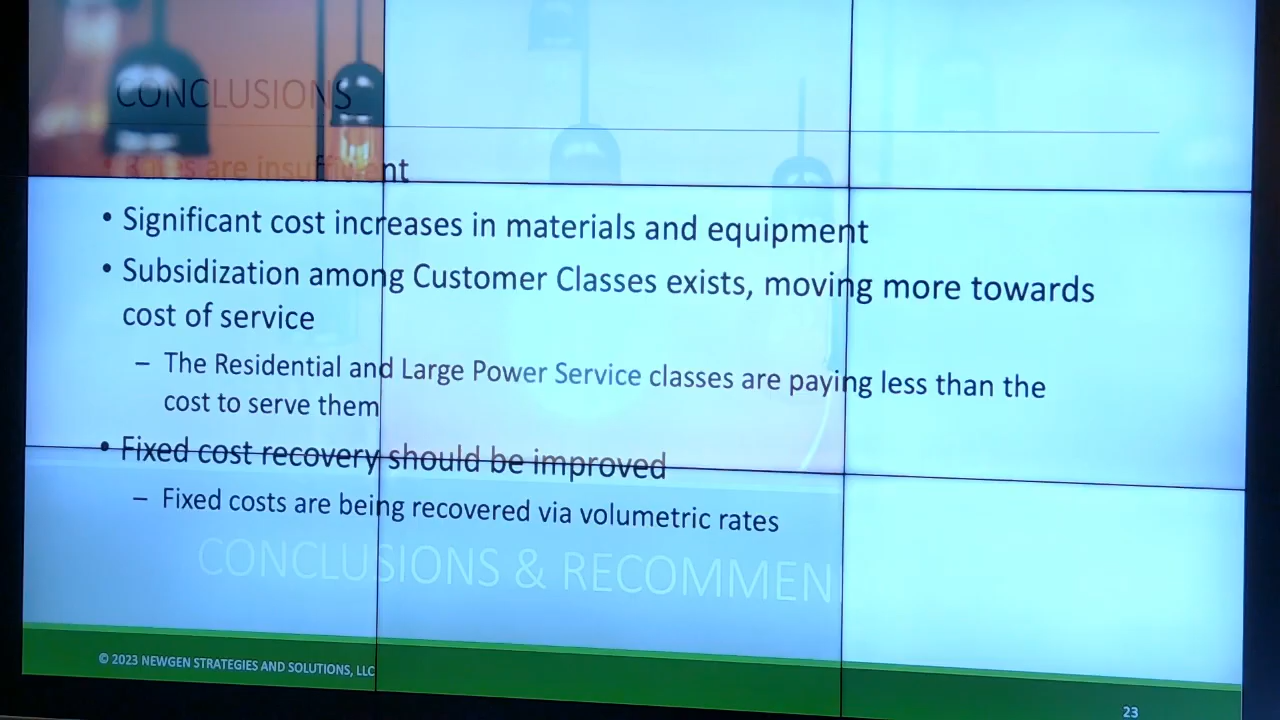 CONCLUSIONS
• Rates are insufficient
• Significant cost increases in materials and equipment
• Subsidization among Customer Classes exists, moving more towards
cost of service
– The Residential and Large Power Service classes are paying less than the
cost to serve them
• Fixed cost recovery should be improved
– Fixed costs are being recovered via volumetric rates
CONCLUSIONS & RECOMMEN
© 2023 NEWGEN STRATEGIES AND SOLUTIONS, LLC
23